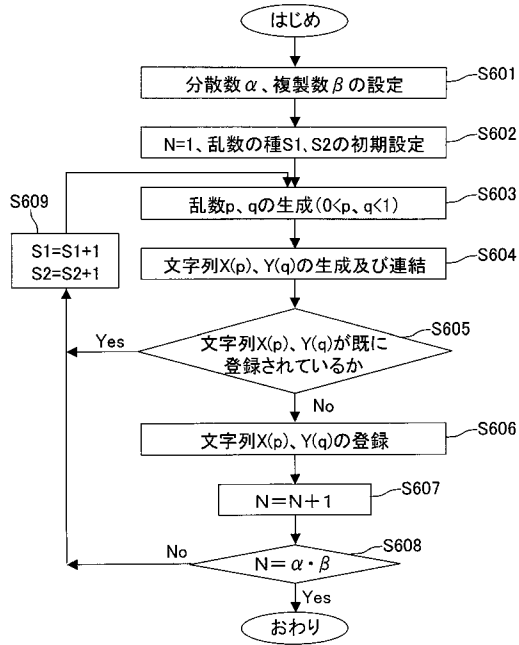 はじめ
分散数α、複製数βの設定
S601
N=1、乱数の種S1、S2の初期設定
S602
乱数p、qの生成(0<p、q<1)
S603
S609
S1=S1+1
S2=S2+1
文字列X(p)、Y(q)の生成及び連結
S604
文字列X(p)、Y(q)が既に
登録されているか
S605
Yes
No
文字列X(p)、Y(q)の登録
S606
N=N+1
S607
N=α・β
S608
No
Yes
おわり